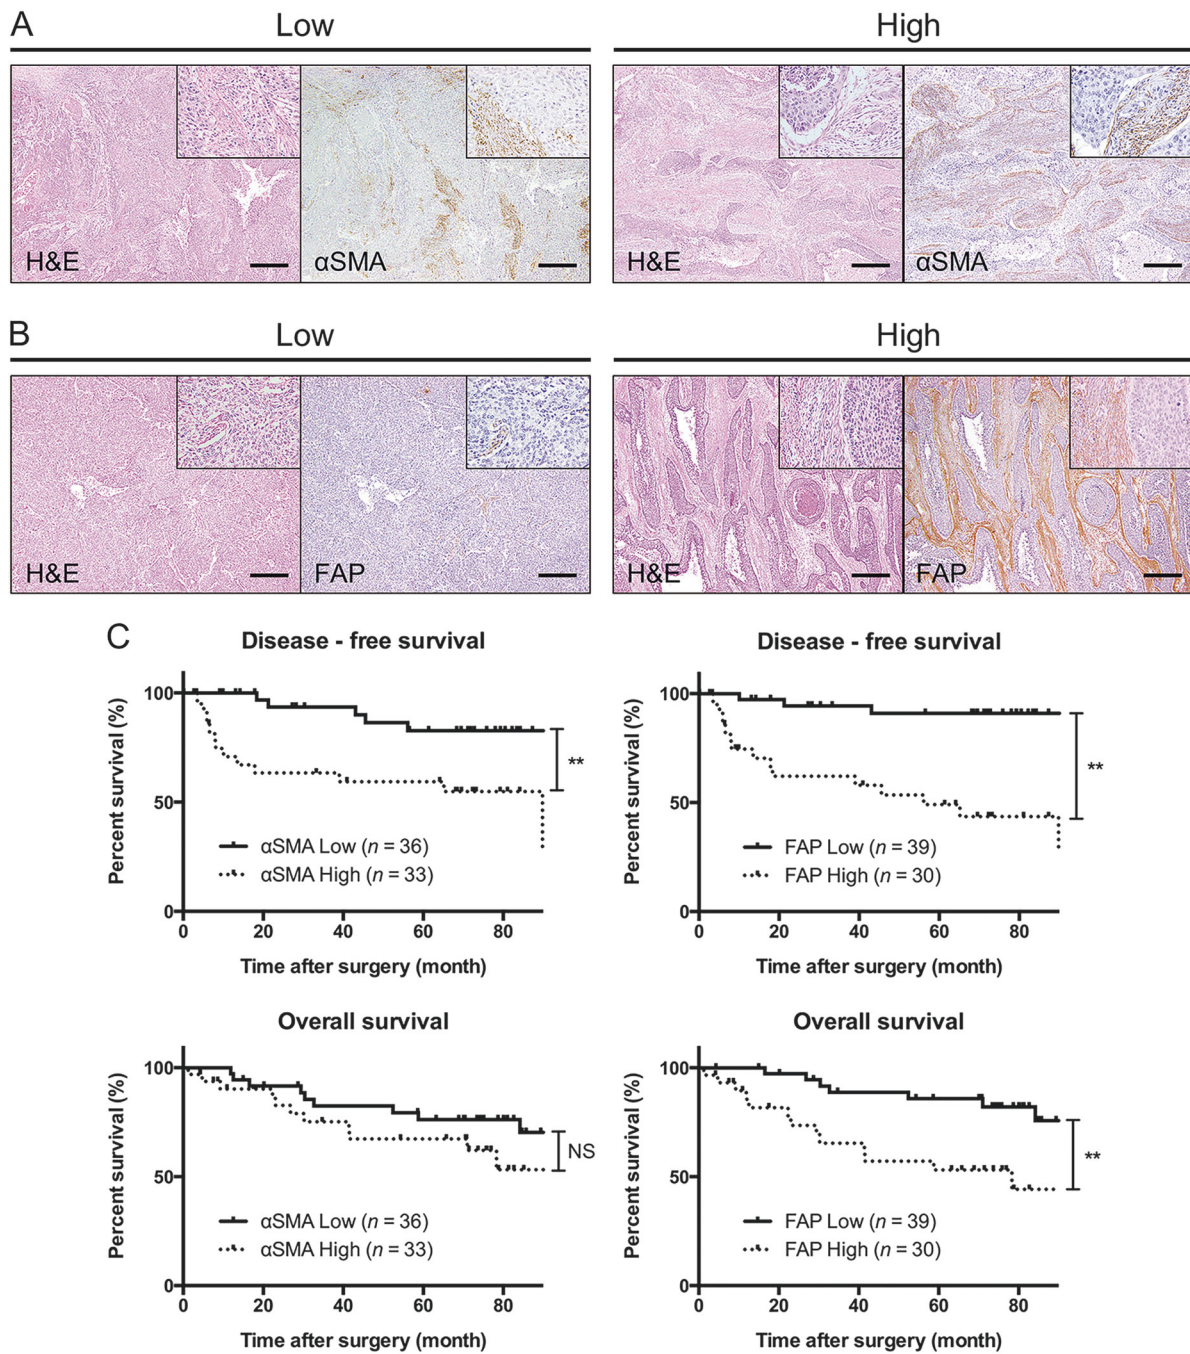 A
Low
High
H&E
αSMA
H&E
αSMA
B
Low
High
H&E
FAP
H&E
FAP
C
Disease - free survival
Percent survival (%)
100
50
0
0 20 40 60 80
Time after surgery (month)
αSMA Low (n = 36)
αSMA High (n = 33)
**
Disease - free survival
Percent survival (%)
100
50
0
0 20 40 60 80
Time after surgery (month)
FAP Low (n = 39)
FAP High (n = 30)
**
Overall survival
Percent survival (%)
100
50
0
0 20 40 60 80
Time after surgery (month)
αSMA Low (n = 36)
αSMA High (n = 33)
NS
Overall survival
Percent survival (%)
100
50
0
0 20 40 60 80
Time after surgery (month)
FAP Low (n = 39)
FAP High (n = 30)
**